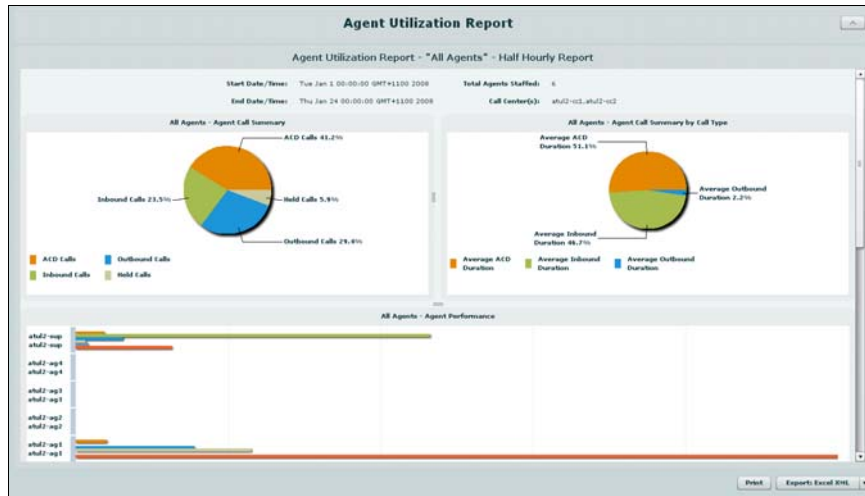 Agent Utilization Report
Agent Utilization Report - "All Agents" - Half Hourly Report
Start Date/Time: Tue Jan 1 00:00:00 GMT+1100 2008 Total Agents Staffed: 6
End Date/Time: Thu Jan 24 00:00:00 GMT+1100 2008 Call Center(s): atul2-cc1,atul2-cc2
All Agents - Agent Call Summary
ACD Calls 41.2%
Inbound Calls 23.5%
Held Calls 5.9%
Outbound Calls 29.4%
ACD Calls Outbound Calls
Inbound Calls Held Calls
All Agents - Agent Call Summary by Call Type
Average ACD
Duration 51.1%
Average Outbound
Duration 2.2%
Average Inbound
Duration 46.7%
Average ACD
Duration
Average Inbound
Duration
Average Outbound
Duration
All Agents - Agent Performance
atul2-sup
atul2-sup
atul2-ag4
atul2-ag4
atul2-ag3
atul2-ag3
atul2-ag2
atul2-ag2
atul2-ag1
atul2-ag1
Print Export: Excel XML